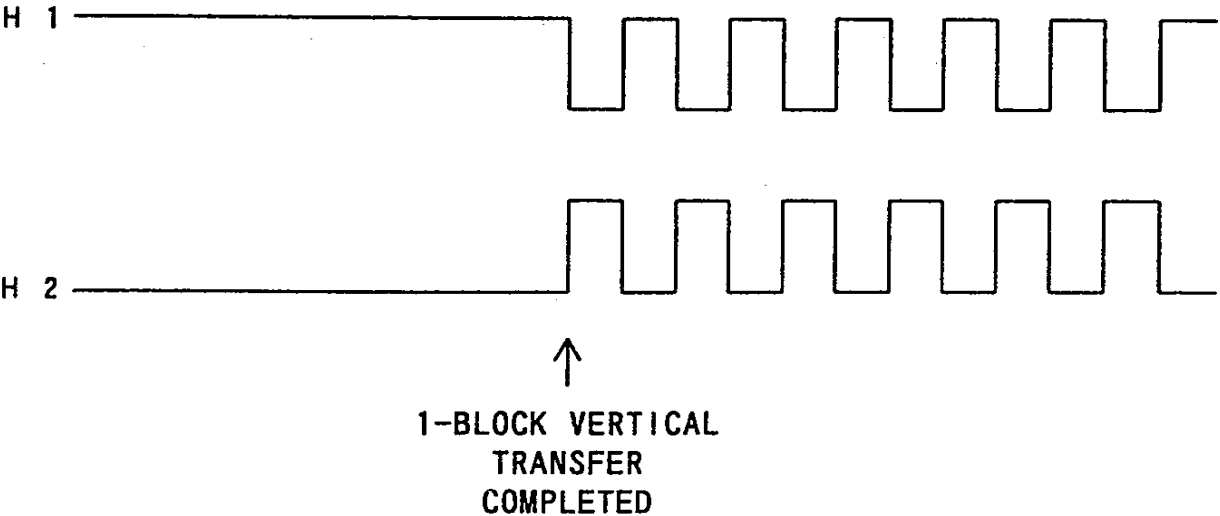 H 1
H 2
1-BLOCK VERTICAL
TRANSFER
COMPLETED